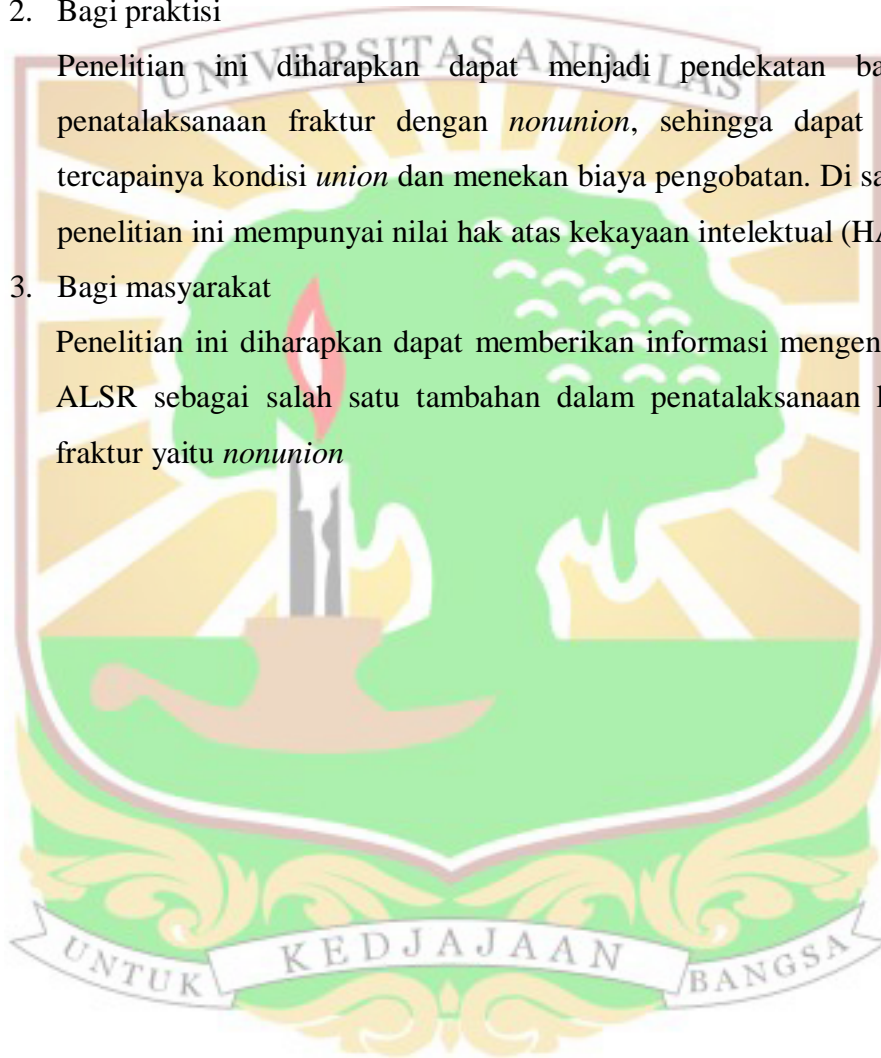 2. Bagi praktisi
UNIVERSITAS ANDALAS
Penelitian ini diharapkan dapat menjadi pendekatan
penatalaksanaan fraktur dengan nonunion, sehingga dapat
tercapainya kondisi union dan menekan biaya pengobatan. Di
penelitian ini mempunyai nilai hak atas kekayaan intelektual
3. Bagi masyarakat
Penelitian ini diharapkan dapat memberikan informasi
ALSR sebagai salah satu tambahan dalam penatalaksanaan
fraktur yaitu nonunion
UNTUK KEDJAJAAN BANGSA